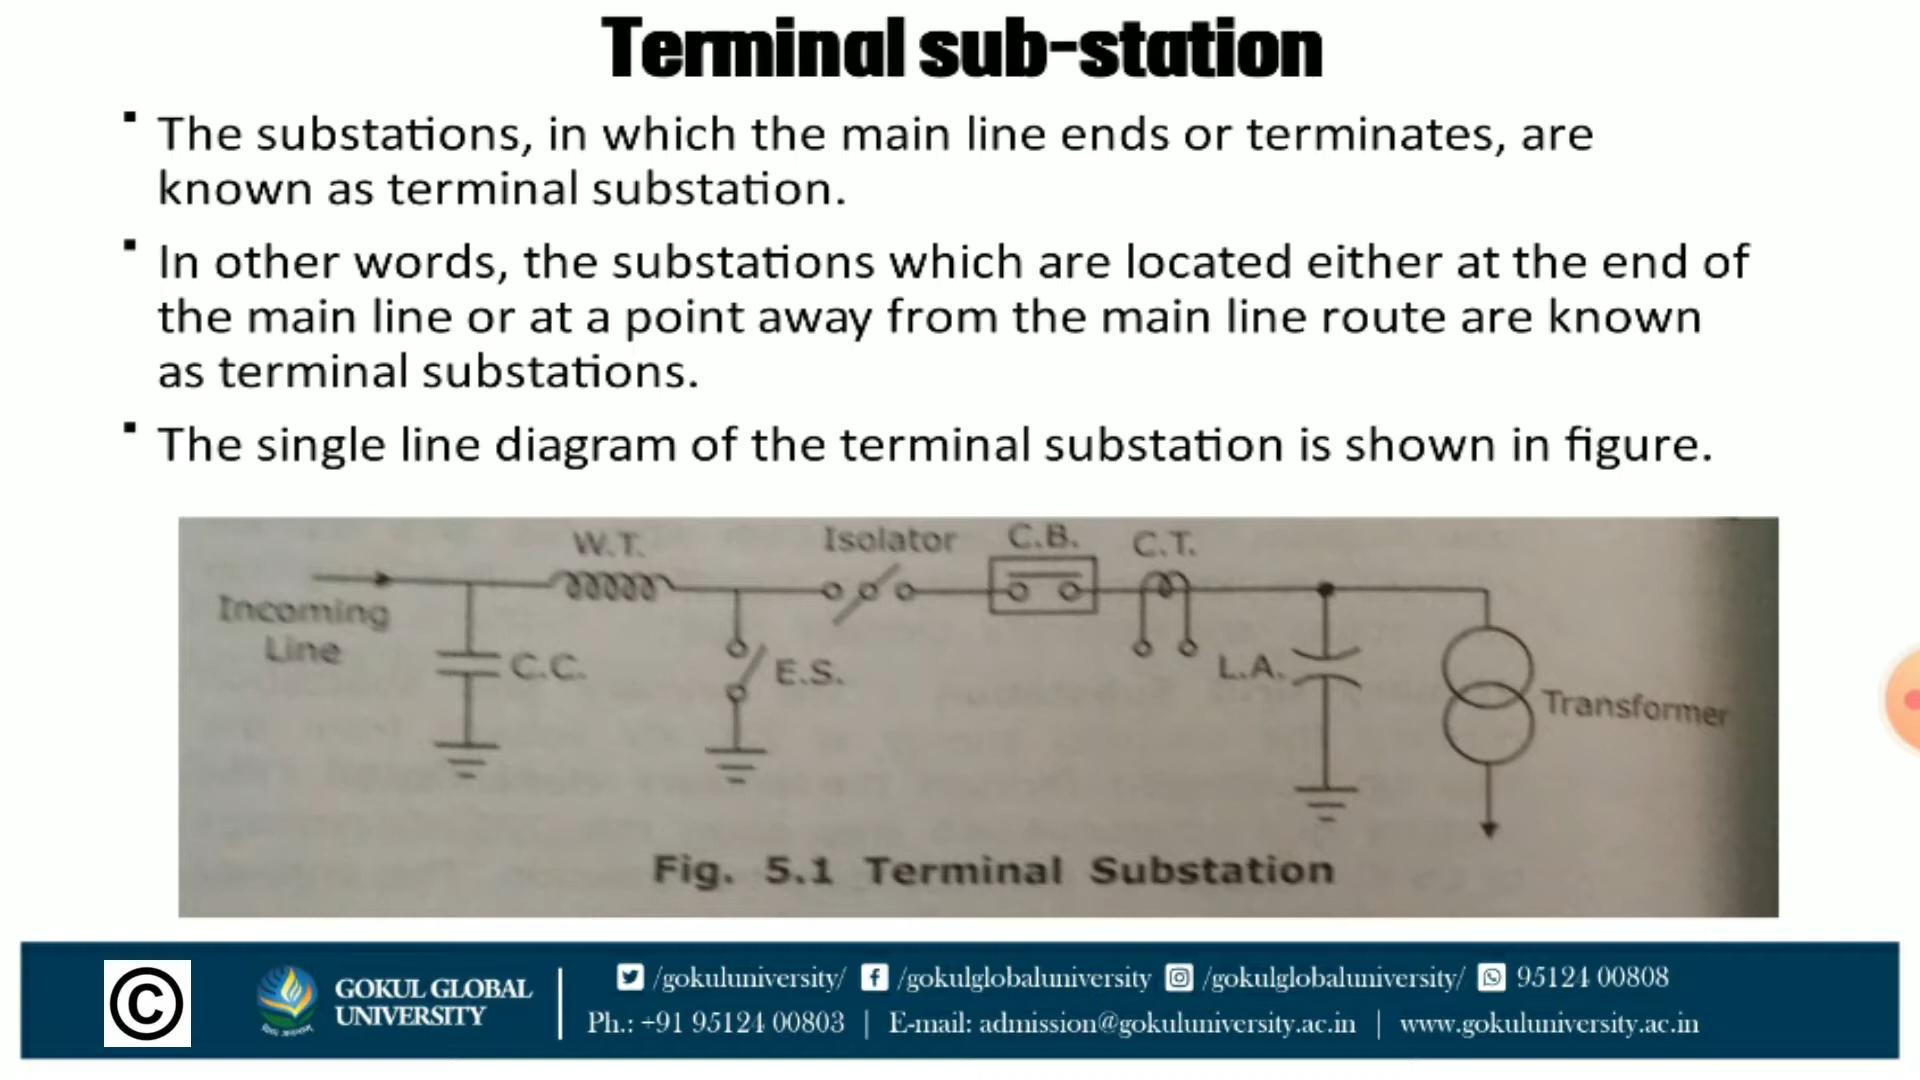 Terminal sub-station
▪ The substations, in which the main line ends or terminates, are
known as terminal substation.
▪ In other words, the substations which are located either at the end of
the main line or at a point away from the main line route are known
as terminal substations.
▪ The single line diagram of the terminal substation is shown in figure.
W.T.
Isolator
C.B.
C.T.
Incoming
Line
C.C.
E.S.
L.A.
Transformer
Fig. 5.1 Terminal Substation
©
GOKUL GLOBAL
UNIVERSITY
/gokuluniversity/ /gokulglobaluniversity /gokulglobaluniversity/ 95124 00808
Ph.: +91 95124 00803 | E-mail: admission@gokuluniversity.ac.in | www.gokuluniversity.ac.in